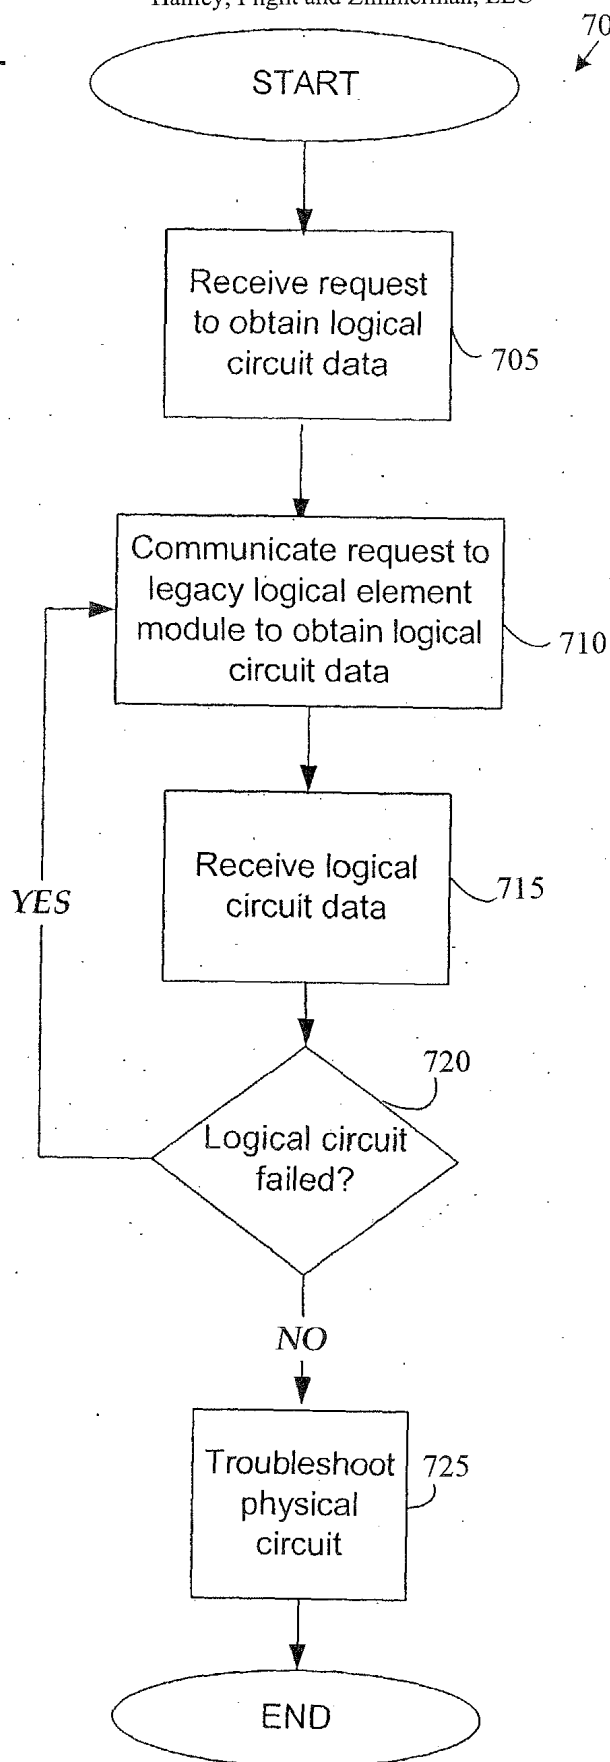 70
START
Receive request
to obtain logical
circuit data
705
Communicate request to
legacy logical element
module to obtain logical
circuit data
710
Receive logical
circuit data
715
YES
720
Logical circuit
failed?
NO
Troubleshoot
physical
circuit
725
END